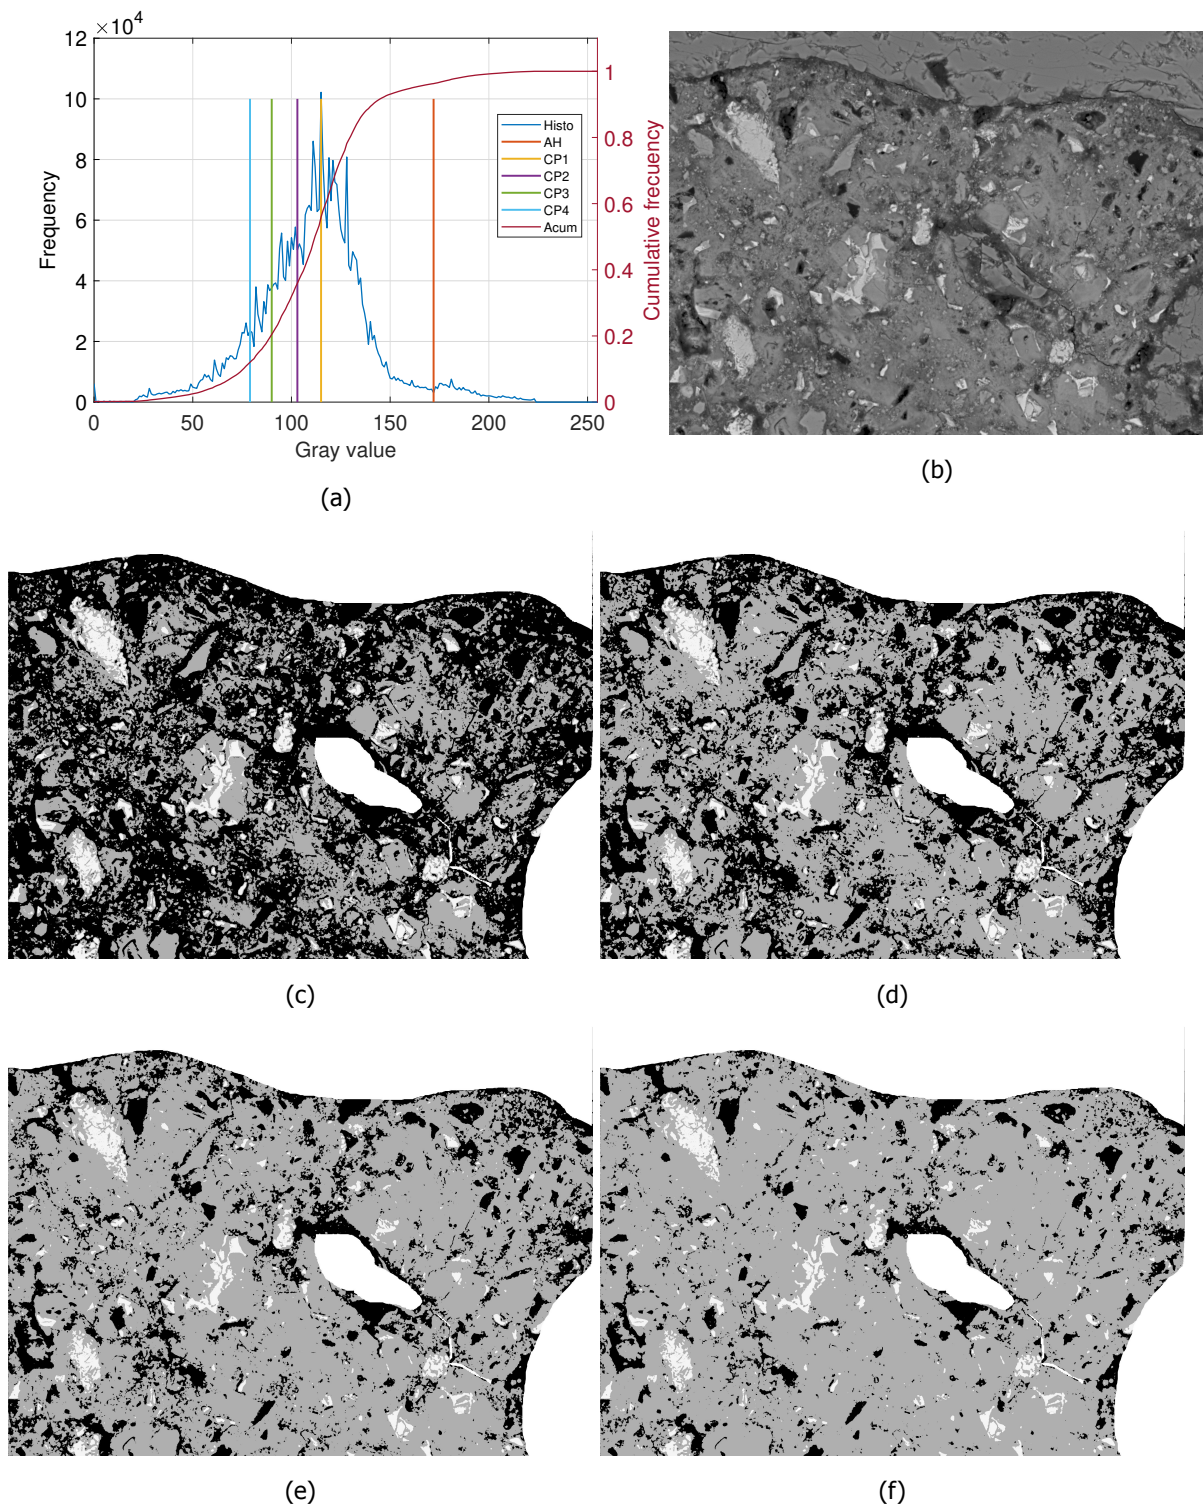 ×10⁴
12
10
8
6
4
2
0
Frequency
0 50 100 150 200 250
Gray value
1
0.8
0.6
0.4
0.2
0
Cumulative frecuency
Histo
AH
CP1
CP2
CP3
CP4
Acum
(a)
(b)
(c)
(d)
(e)
(f)